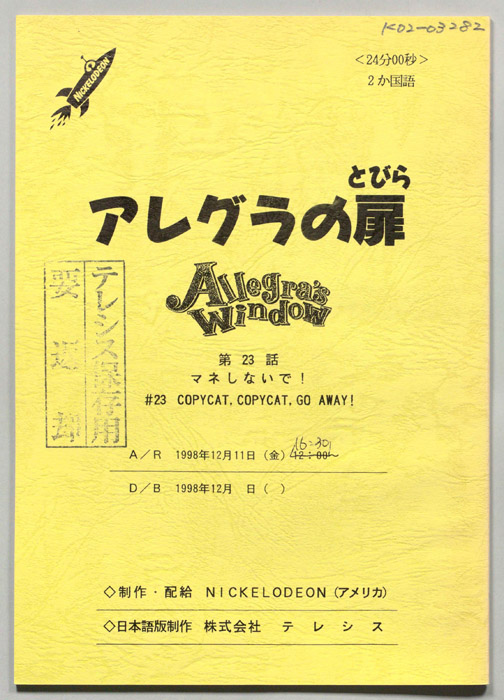 K02-03282
NICKELODEON
<24分00秒>
2か国語
とびら
アレグラの扉
Allegra's
Window
テレシス保存用
要返却
第23話
マネしないで!
#23 COPYCAT, COPYCAT, GO AWAY!
16:30
A/R 1998年12月11日(金) 12:00~
D/B 1998年12月 日( )
◇制作・配給 NICKELODEON(アメリカ)
◇日本語版制作 株式会社 テレシス